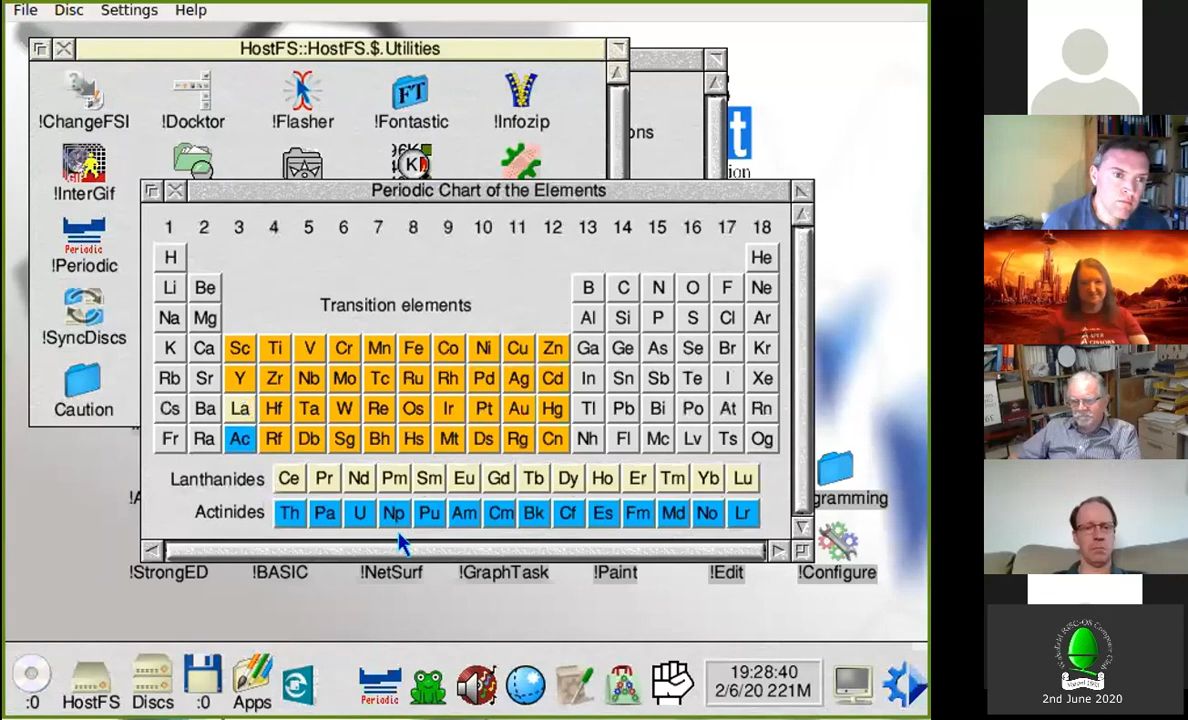 File Disc Settings Help
HostFS::HostFS.$.Utilities
!ChangeFSI !Docktor !Flasher !Fontastic !Infozip
FT
ons
t
ion
!InterGif
K
Periodic
!Periodic
!SyncDiscs
Caution
Periodic Chart of the Elements
1 2 3 4 5 6 7 8 9 10 11 12 13 14 15 16 17 18
H He
Li Be B C N O F Ne
Transition elements
Na Mg Al Si P S Cl Ar
K Ca Sc Ti V Cr Mn Fe Co Ni Cu Zn Ga Ge As Se Br Kr
Rb Sr Y Zr Nb Mo Tc Ru Rh Pd Ag Cd In Sn Sb Te I Xe
Cs Ba La Hf Ta W Re Os Ir Pt Au Hg Tl Pb Bi Po At Rn
Fr Ra Ac Rf Db Sg Bh Hs Mt Ds Rg Cn Nh Fl Mc Lv Ts Og
Lanthanides Ce Pr Nd Pm Sm Eu Gd Tb Dy Ho Er Tm Yb Lu
Actinides Th Pa U Np Pu Am Cm Bk Cf Es Fm Md No Lr
gramming
!StrongED !BASIC !NetSurf !GraphTask !Paint !Edit !Configure
:0 HostFS Discs :0 Apps
Periodic
19:28:40
2/6/20 221M
Wakefield RISC-OS Computer Club
2nd June 2020